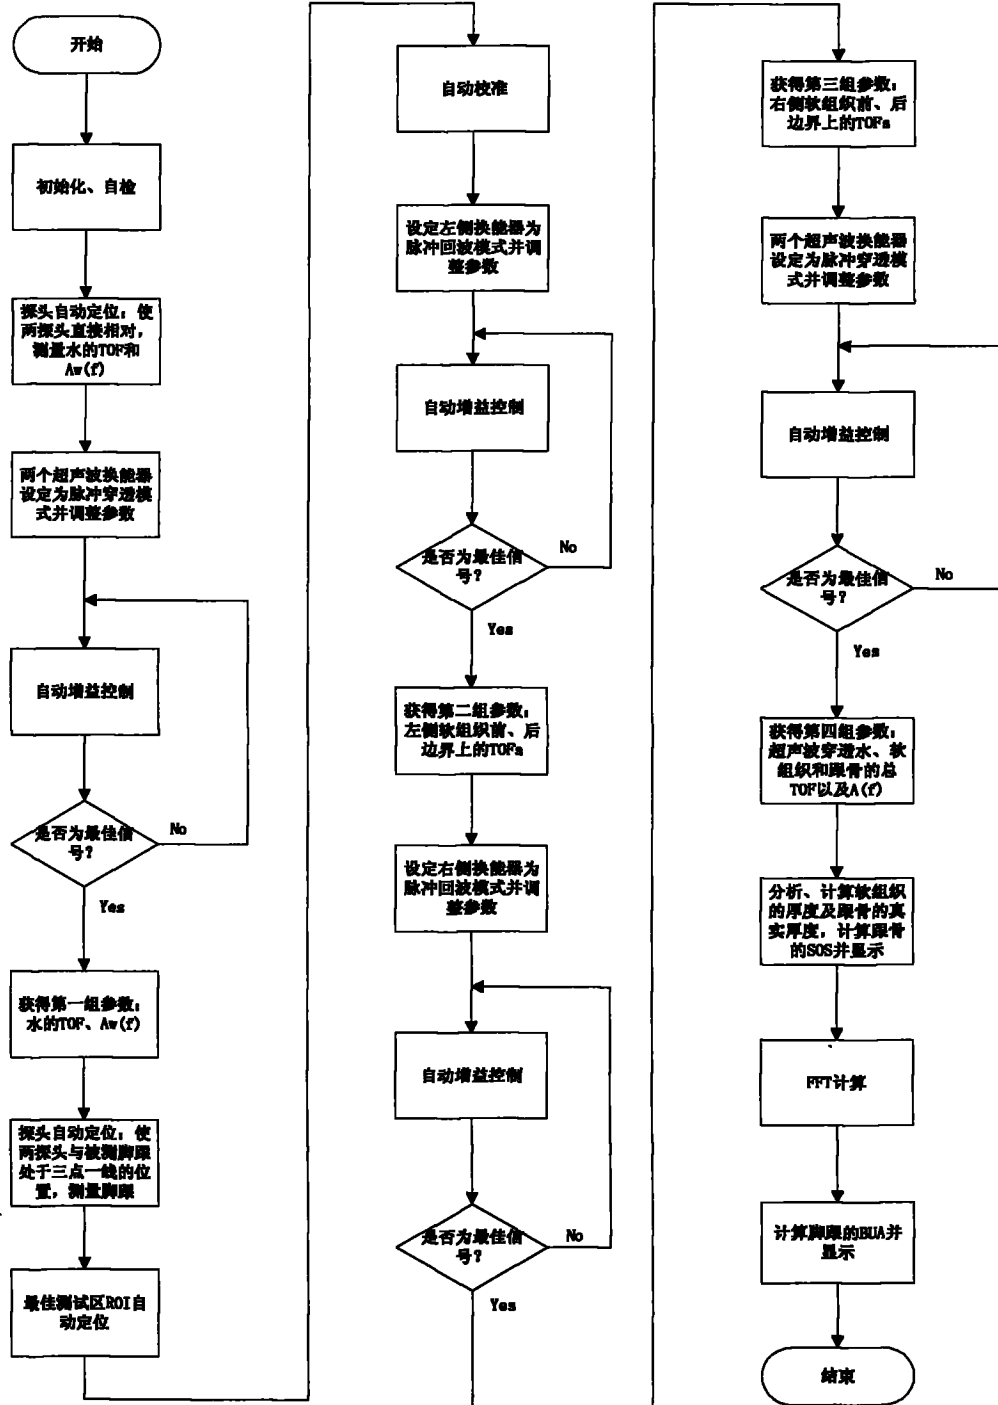 开始
初始化、自检
探头自动定位：使
两探头直接相对，
测量水的TOF和
Aw(f)
两个超声波换能器
设定为脉冲穿透模
式并调整参数
自动增益控制
是否为最佳信
号？
No
Yes
获得第一组参数：
水的TOF、Aw(f)
探头自动定位：使
两探头与被测脚跟
处于三点一线的位
置，测量脚跟
最佳测试区ROI自
动定位
自动校准
设定左侧换能器为
脉冲回波模式并调
整参数
自动增益控制
是否为最佳信
号？
No
Yes
获得第二组参数：
左侧软组织前、后
边界上的TOFs
设定右侧换能器为
脉冲回波模式并调
整参数
自动增益控制
是否为最佳信
号？
No
Yes
获得第三组参数：
右侧软组织前、后
边界上的TOFs
两个超声波换能器
设定为脉冲穿透模
式并调整参数
自动增益控制
是否为最佳信
号？
No
Yes
获得第四组参数：
超声波穿透水、软
组织和跟骨的总
TOF以及A(f)
分析、计算软组织
的厚度及跟骨的真
实厚度，计算跟骨
的SOS并显示
FFT计算
计算脚跟的BUA并
显示
结束